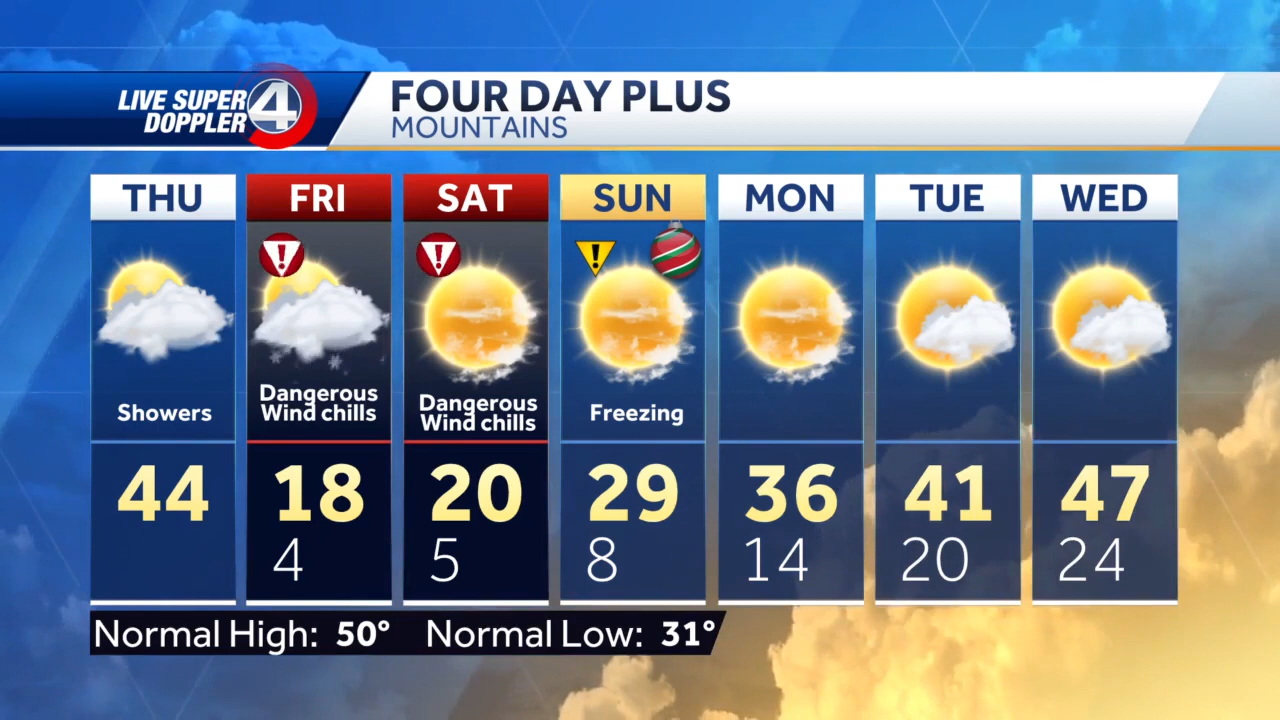 LIVE SUPER
DOPPLER 4
FOUR DAY PLUS
MOUNTAINS
THU FRI SAT SUN MON TUE WED
! ! !
Showers
Dangerous
Wind chills
Dangerous
Wind chills
Freezing
44 18 20 29 36 41 47
4 5 8 14 20 24
Normal High: 50° Normal Low: 31°